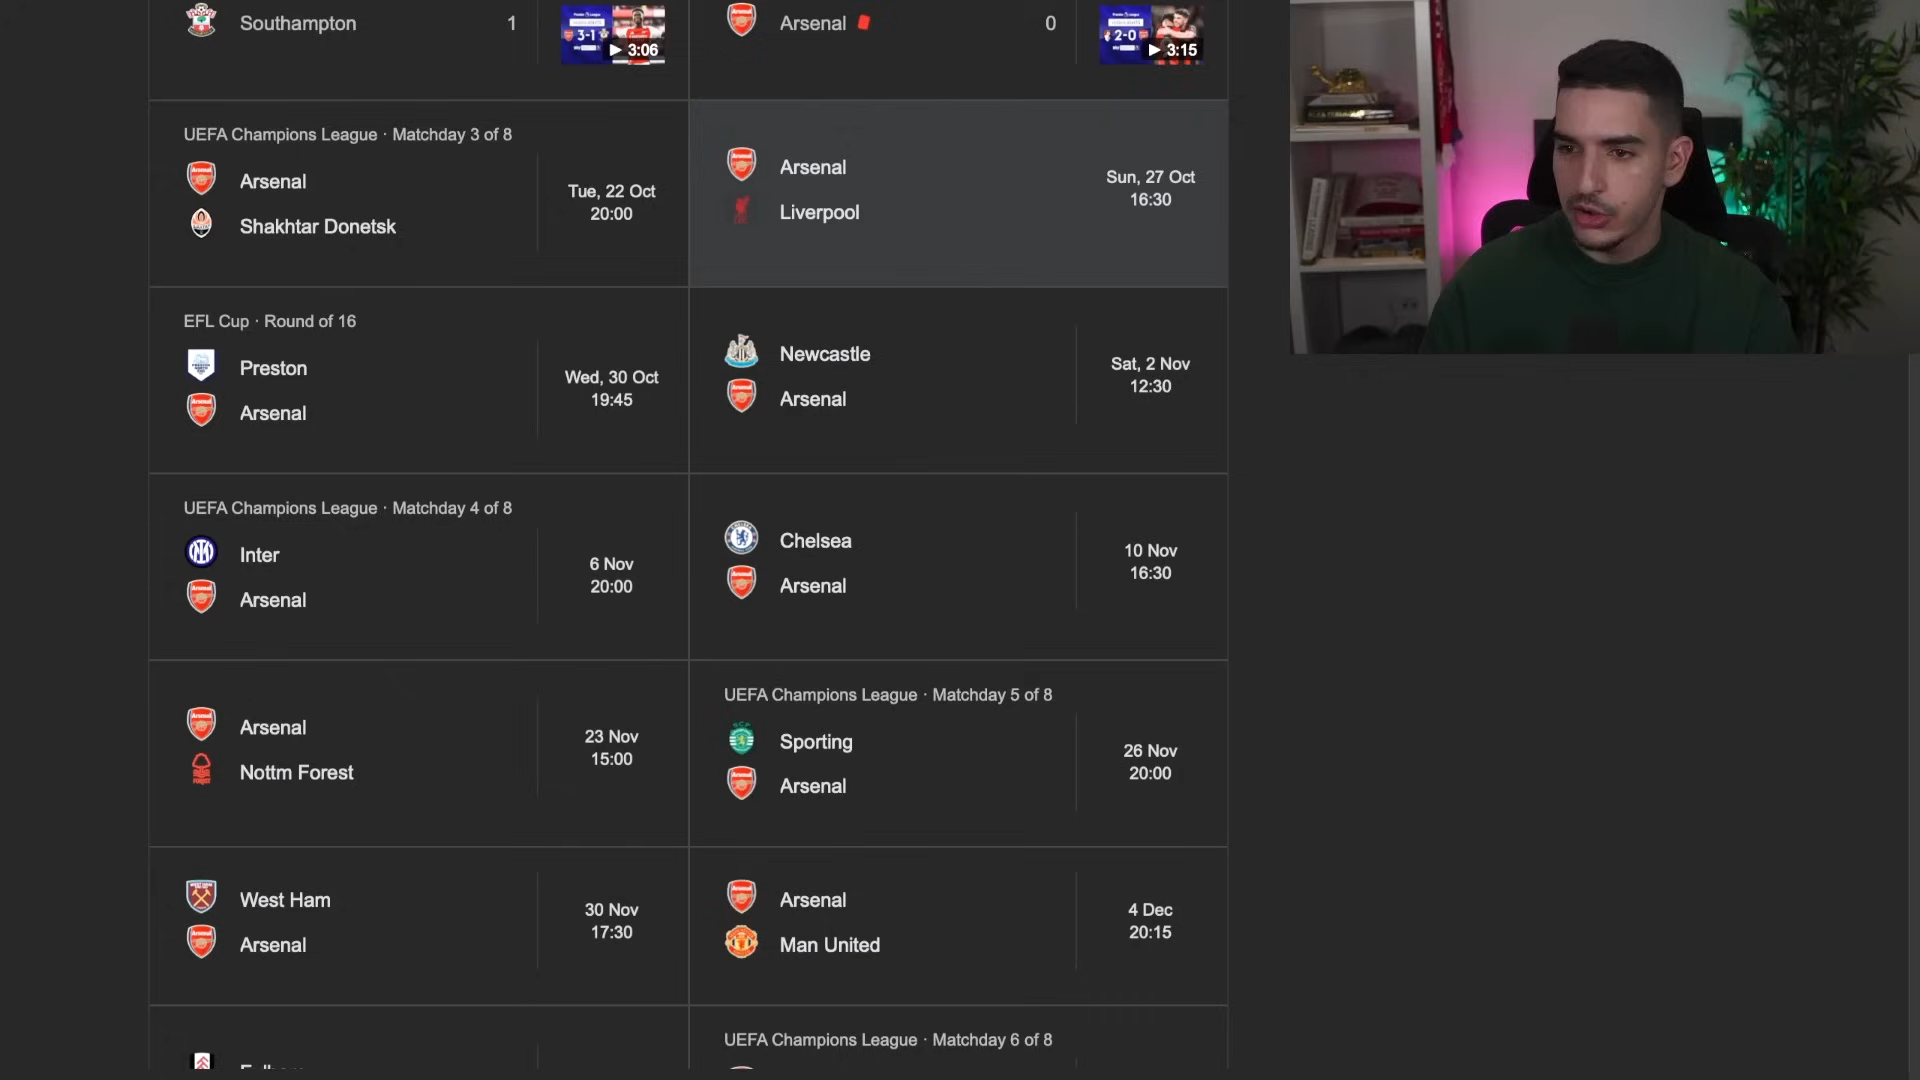 Southampton 1
3-1
3:06
Arsenal 0
2-0
3:15
UEFA Champions League · Matchday 3 of 8
Arsenal
Shakhtar Donetsk
Tue, 22 Oct
20:00
Arsenal
Liverpool
Sun, 27 Oct
16:30
EFL Cup · Round of 16
Preston
Arsenal
Wed, 30 Oct
19:45
Newcastle
Arsenal
Sat, 2 Nov
12:30
UEFA Champions League · Matchday 4 of 8
Inter
Arsenal
6 Nov
20:00
Chelsea
Arsenal
10 Nov
16:30
Arsenal
Nottm Forest
23 Nov
15:00
UEFA Champions League · Matchday 5 of 8
Sporting
Arsenal
26 Nov
20:00
West Ham
Arsenal
30 Nov
17:30
Arsenal
Man United
4 Dec
20:15
UEFA Champions League · Matchday 6 of 8